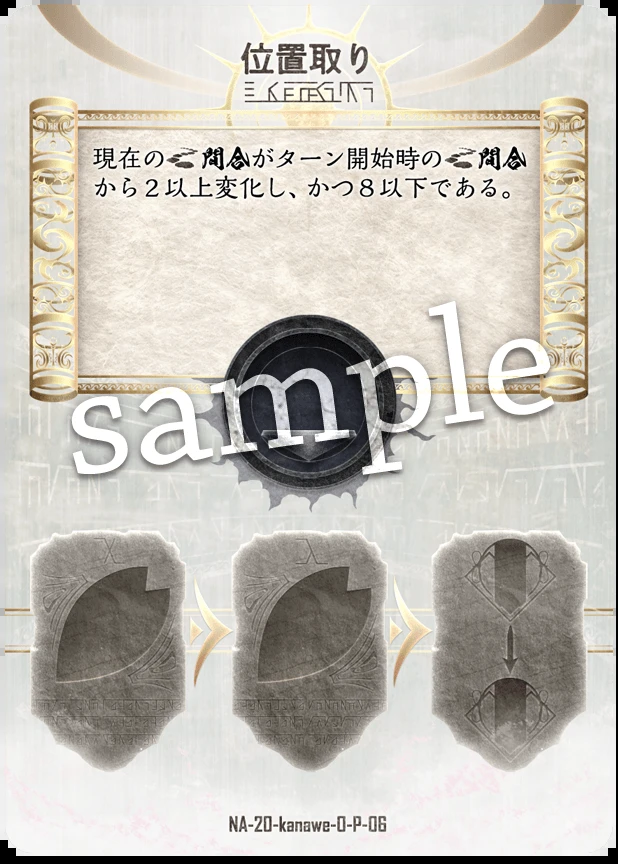 位置取り
現在の間合がターン開始時の間合
から２以上変化し、かつ８以下である。
sample
NA-20-kanawe-O-P-06